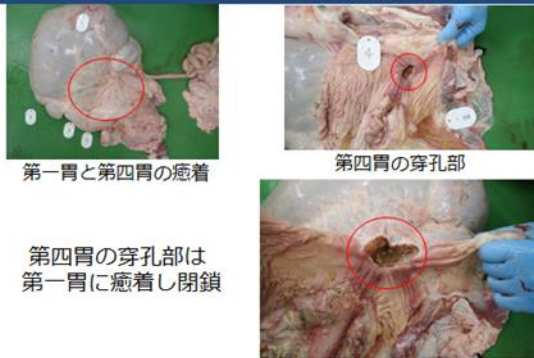 第一胃と第四胃の癒着
第四胃の穿孔部
第四胃の穿孔部は
第一胃に癒着し閉鎖